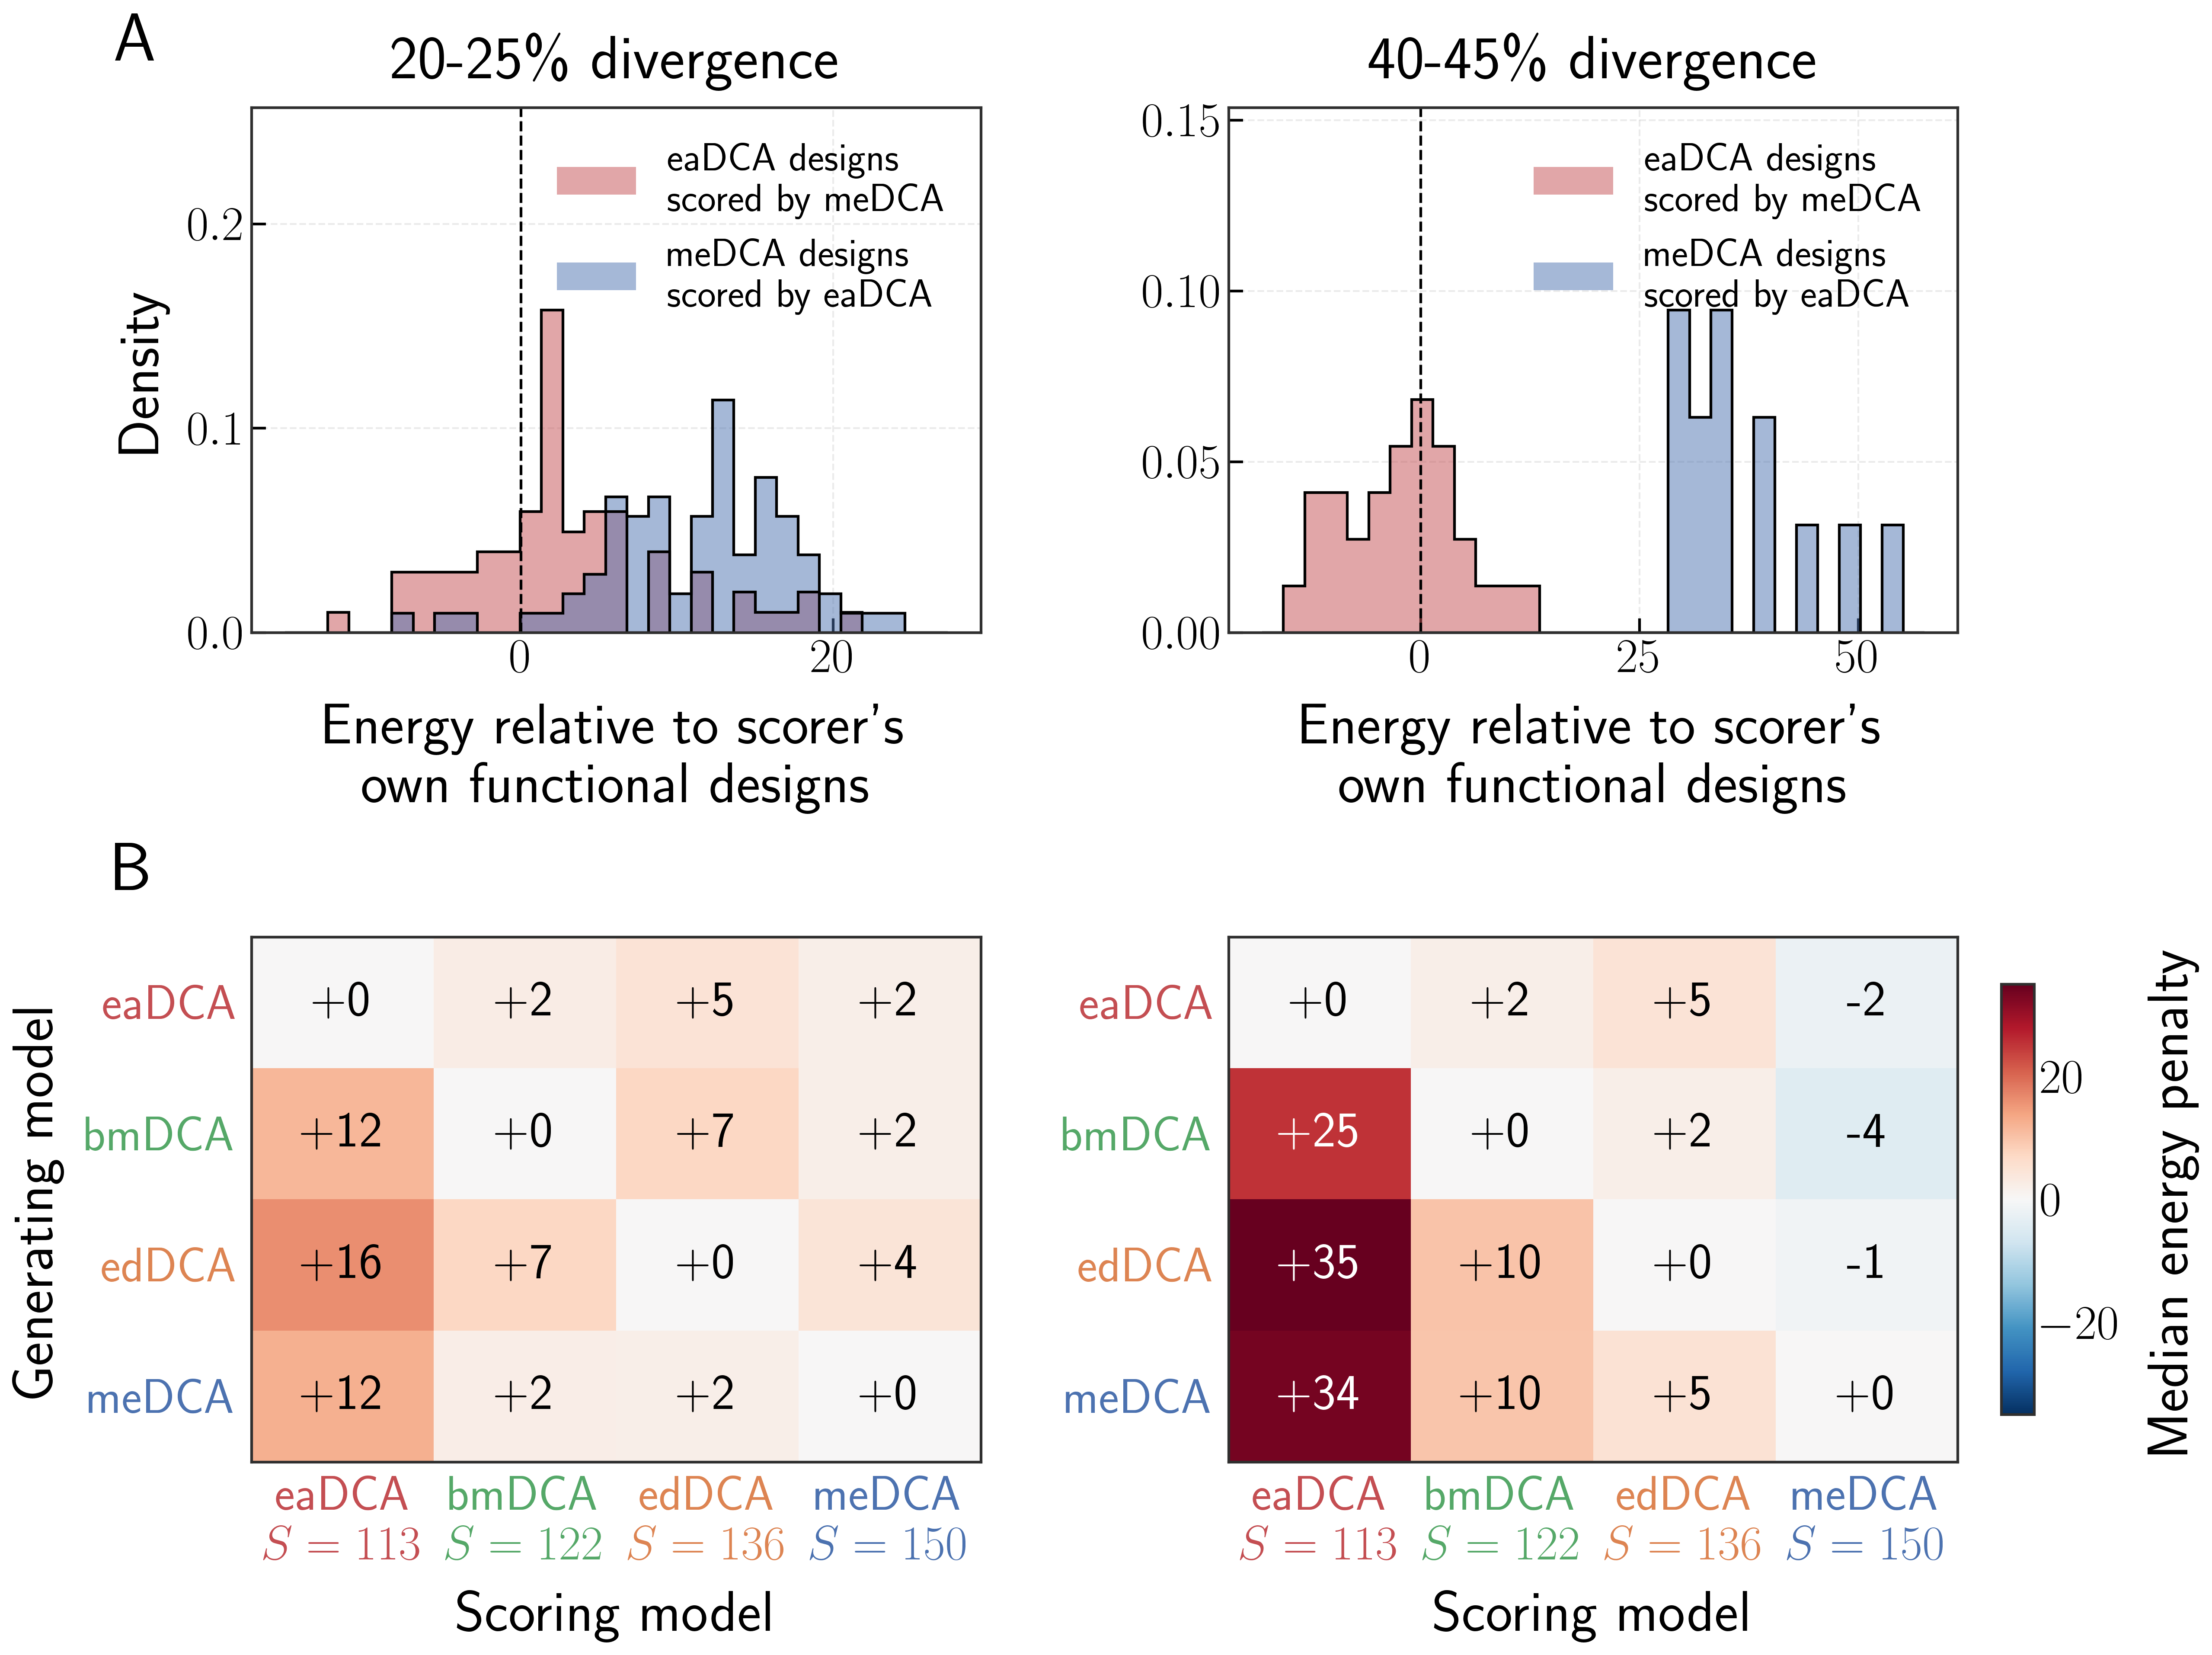 A
20-25% divergence
40-45% divergence
Density
0.2
0.1
0.0
0
20
eaDCA designs
scored by meDCA
meDCA designs
scored by eaDCA
0.15
0.10
0.05
0.00
0
25
50
eaDCA designs
scored by meDCA
meDCA designs
scored by eaDCA
Energy relative to scorer's
own functional designs
Energy relative to scorer's
own functional designs
B
Generating model
eaDCA
+0 +2 +5 +2
bmDCA
+12 +0 +7 +2
edDCA
+16 +7 +0 +4
meDCA
+12 +2 +2 +0
eaDCA bmDCA edDCA meDCA
S = 113 S = 122 S = 136 S = 150
Scoring model
eaDCA
+0 +2 +5 -2
bmDCA
+25 +0 +2 -4
edDCA
+35 +10 +0 -1
meDCA
+34 +10 +5 +0
eaDCA bmDCA edDCA meDCA
S = 113 S = 122 S = 136 S = 150
Scoring model
20
0
−20
Median energy penalty